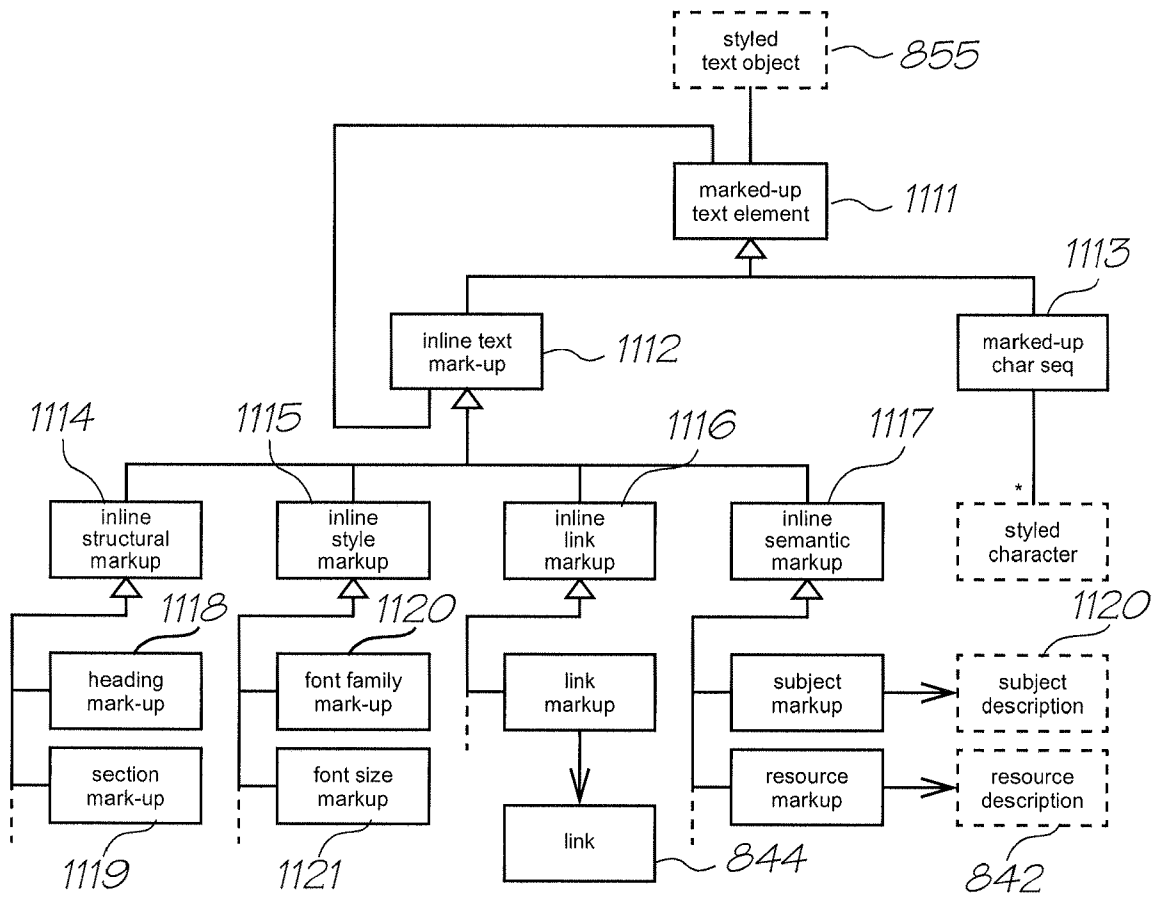 styled
text object
855
marked-up
text element
1111
1113
inline text
mark-up
1112
marked-up
char seq
1114
1115
1116
1117
*
inline
structural
markup
inline
style
markup
inline
link
markup
inline
semantic
markup
styled
character
1118
1120
1120
heading
mark-up
font family
mark-up
link
markup
subject
markup
subject
description
section
mark-up
font size
markup
resource
markup
resource
description
link
1119
1121
844
842